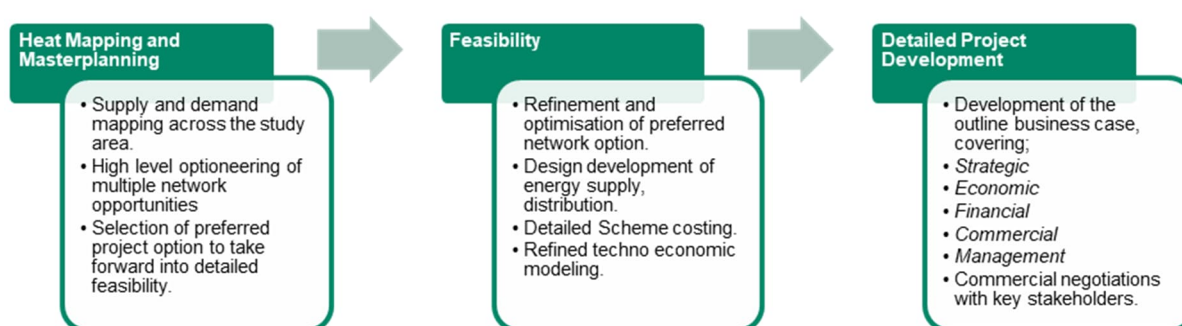 Heat Mapping and
Masterplanning
• Supply and demand
mapping across the study
area.
• High level optioneering of
multiple network
opportunities
• Selection of preferred
project option to take
forward into detailed
feasibility.
Feasibility
• Refinement and
optimisation of preferred
network option.
• Design development of
energy supply,
distribution.
• Detailed Scheme costing.
• Refined techno economic
modeling.
Detailed Project
Development
• Development of the
outline business case,
covering;
• Strategic
• Economic
• Financial
• Commercial
• Management
• Commercial negotiations
with key stakeholders.